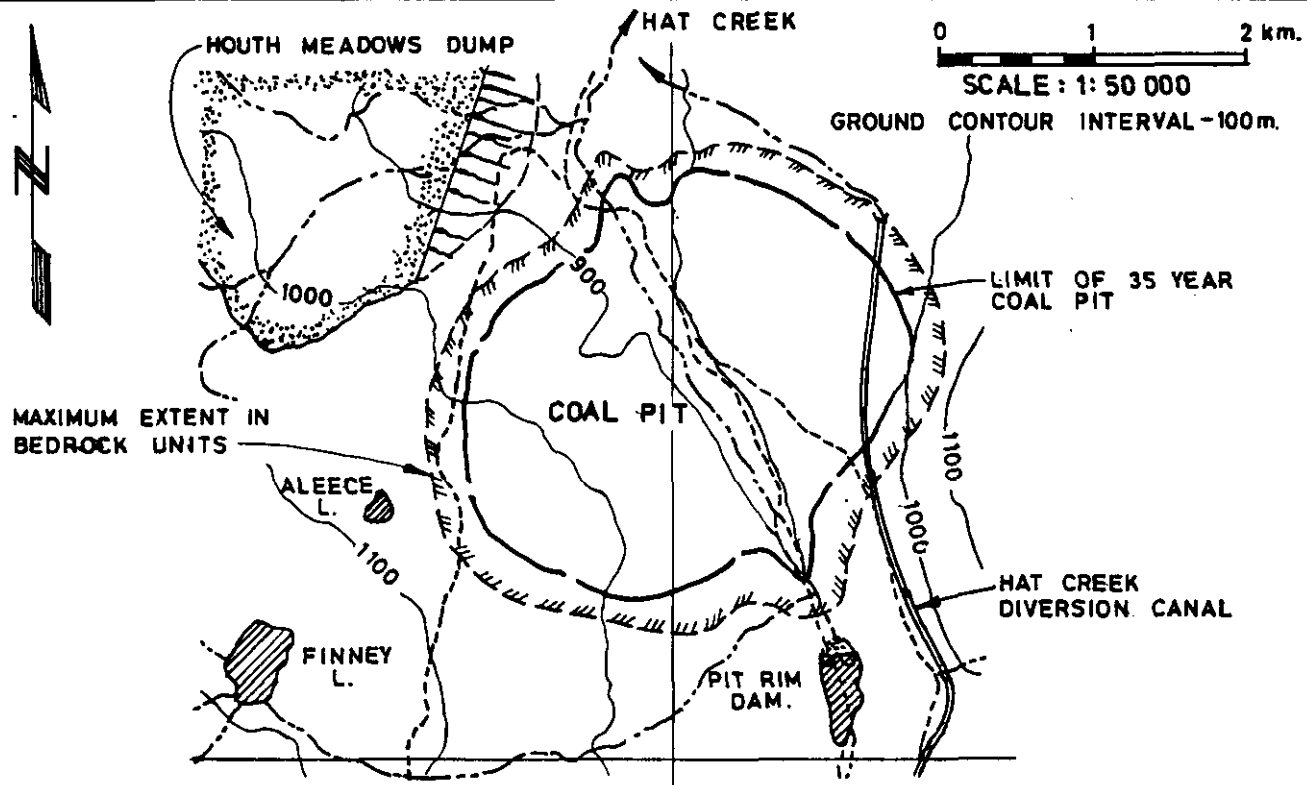 HAT CREEK
HOUTH MEADOWS DUMP
0 1 2 km.
SCALE : 1: 50 000
GROUND CONTOUR INTERVAL-100m.
N
900
1000
LIMIT OF 35 YEAR
COAL PIT
COAL PIT
MAXIMUM EXTENT IN
BEDROCK UNITS
1100
ALEECE
L.
1000
1100
HAT CREEK
DIVERSION CANAL
FINNEY
L.
PIT RIM
DAM.